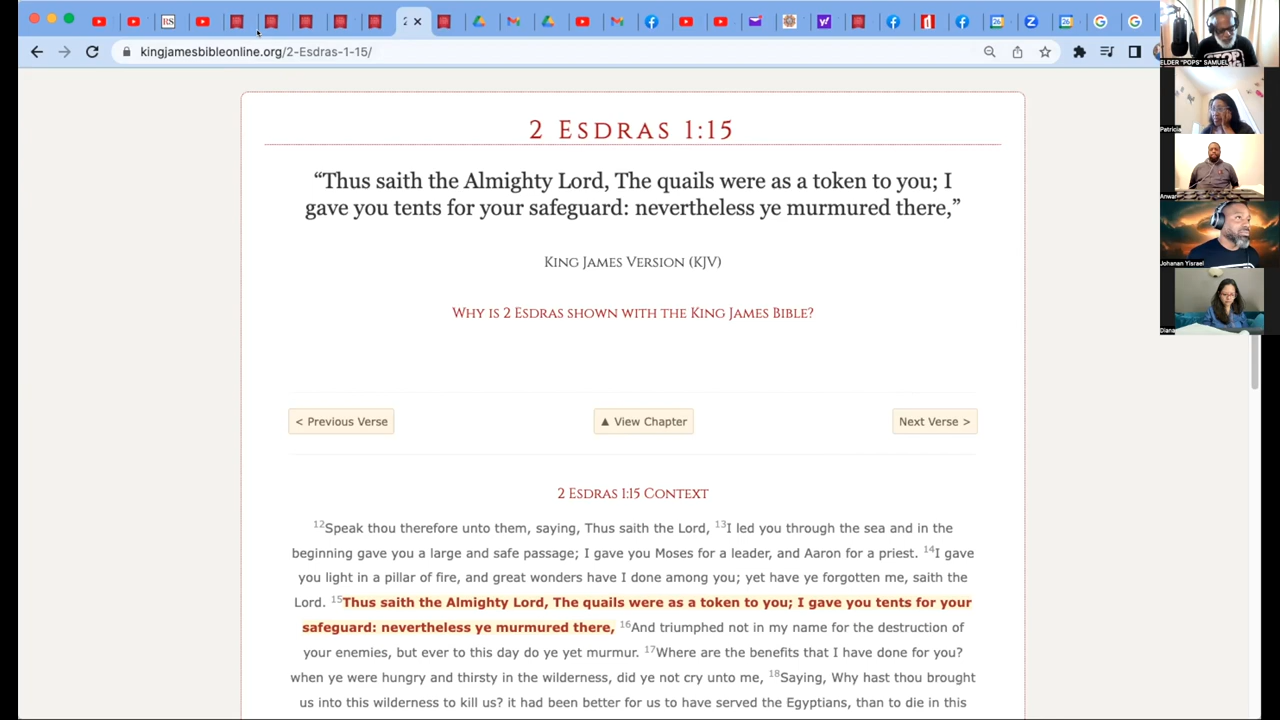 kingjamesbibleonline.org/2-Esdras-1-15/
ELDER "POPS" SAMUEL
Patricia
Anwar
Johanan Yisrael
Diana
2 Esdras 1:15
“Thus saith the Almighty Lord, The quails were as a token to you; I
gave you tents for your safeguard: nevertheless ye murmured there,”
King James Version (KJV)
Why is 2 Esdras shown with the King James Bible?
< Previous Verse
▲ View Chapter
Next Verse >
2 Esdras 1:15 Context
12Speak thou therefore unto them, saying, Thus saith the Lord, 13I led you through the sea and in the
beginning gave you a large and safe passage; I gave you Moses for a leader, and Aaron for a priest. 14I gave
you light in a pillar of fire, and great wonders have I done among you; yet have ye forgotten me, saith the
Lord. 15Thus saith the Almighty Lord, The quails were as a token to you; I gave you tents for your
safeguard: nevertheless ye murmured there, 16And triumphed not in my name for the destruction of
your enemies, but ever to this day do ye yet murmur. 17Where are the benefits that I have done for you?
when ye were hungry and thirsty in the wilderness, did ye not cry unto me, 18Saying, Why hast thou brought
us into this wilderness to kill us? it had been better for us to have served the Egyptians, than to die in this